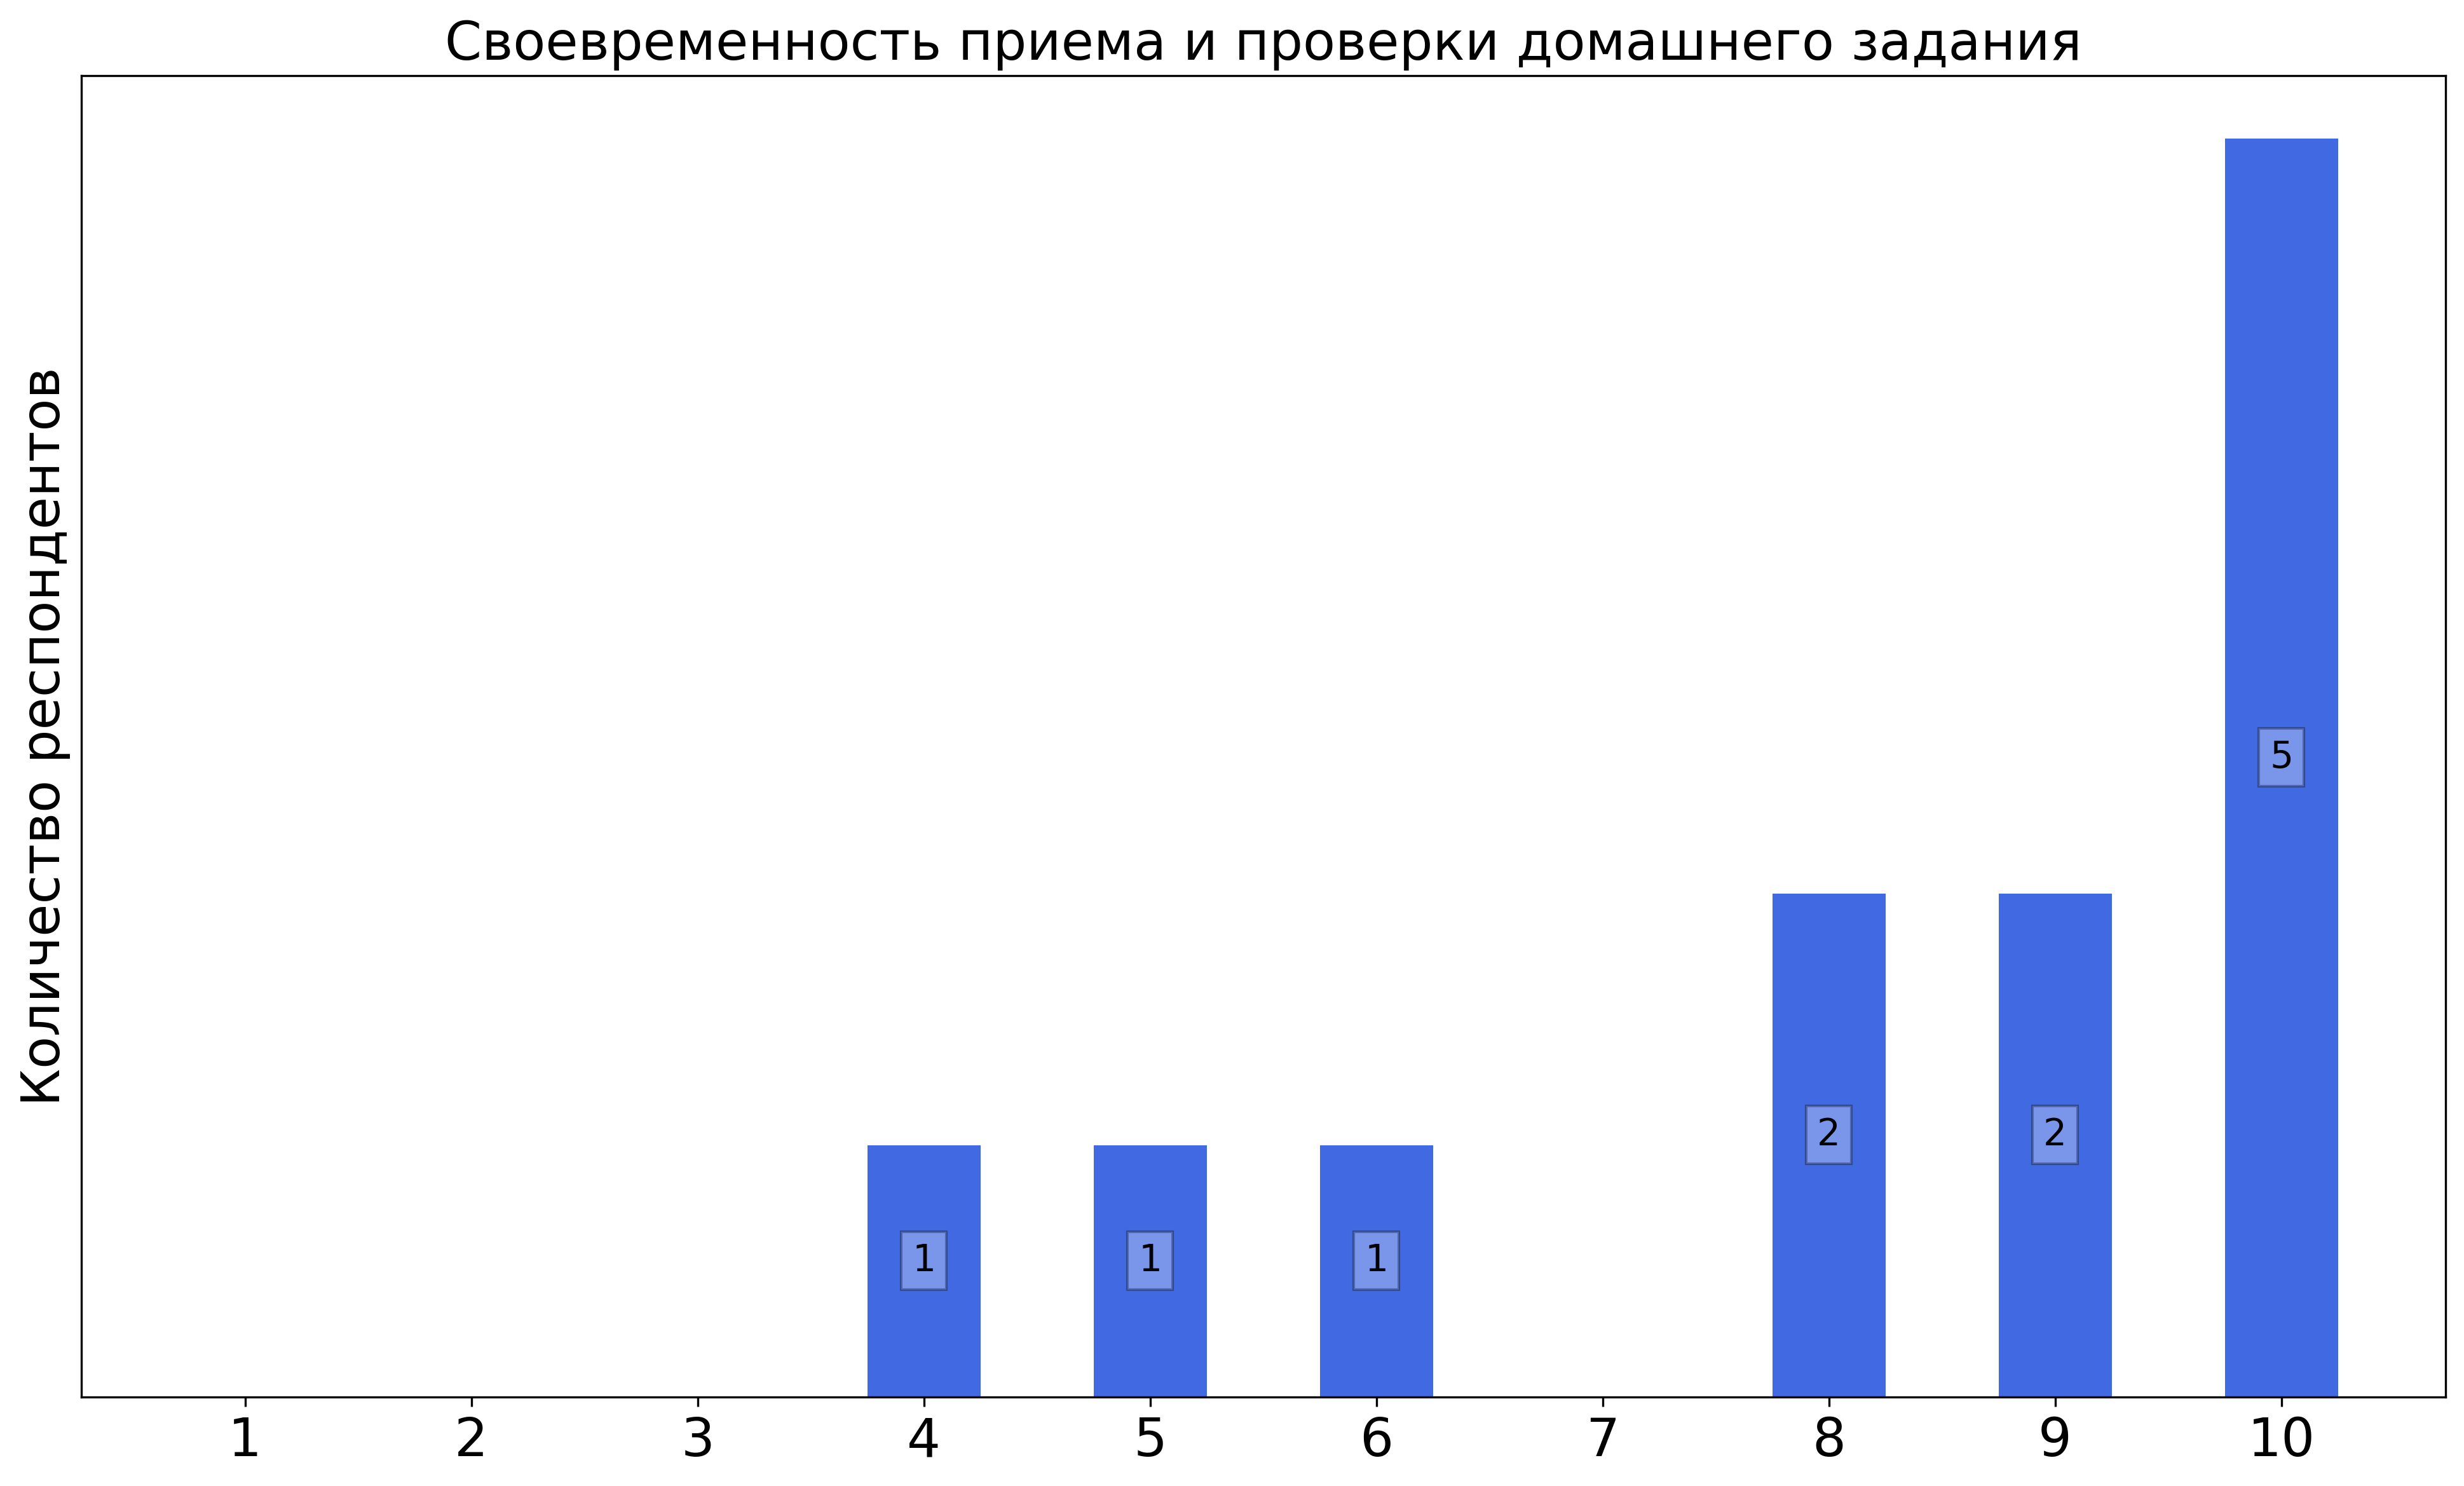 Своевременность приема и проверки домашнего задания
Количество респондентов
5
2 2
1 1 1
1 2 3 4 5 6 7 8 9 10